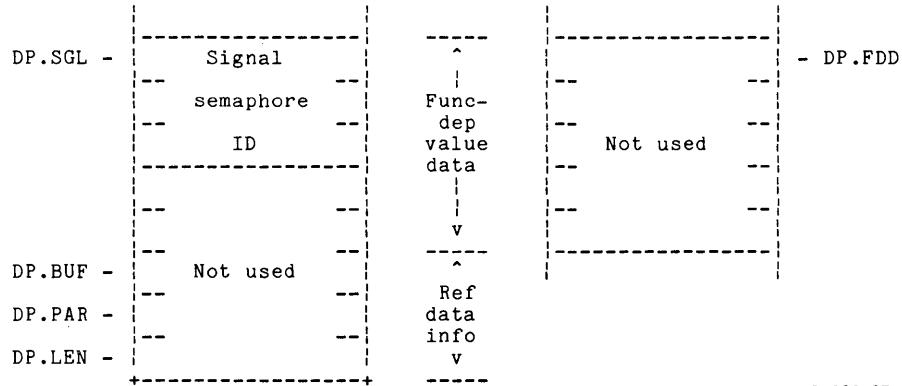 DP.SGL - Signal ^ - DP.FDD
semaphore Func-
dep
ID value Not used
data
v
DP.BUF - Not used ^
Ref
DP.PAR - data
info
DP.LEN - v